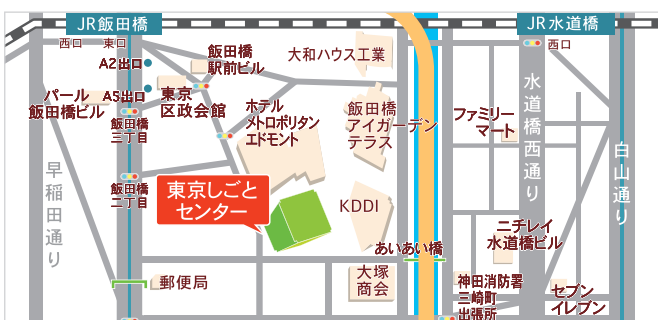 JR飯田橋
JR水道橋
西口
東口
西口
A2出口
飯田橋
駅前ビル
大和ハウス工業
パール
飯田橋ビル
A5出口
東京
区政会館
飯田橋
三丁目
ホテル
メトロポリタン
エドモント
飯田橋
アイガーデン
テラス
ファミリー
マート
水道橋西通り
白山通り
早稲田通り
飯田橋
二丁目
東京しごと
センター
KDDI
あいあい橋
ニチレイ
水道橋ビル
郵便局
大塚
商会
神田消防署
三崎町
出張所
セブン
イレブン